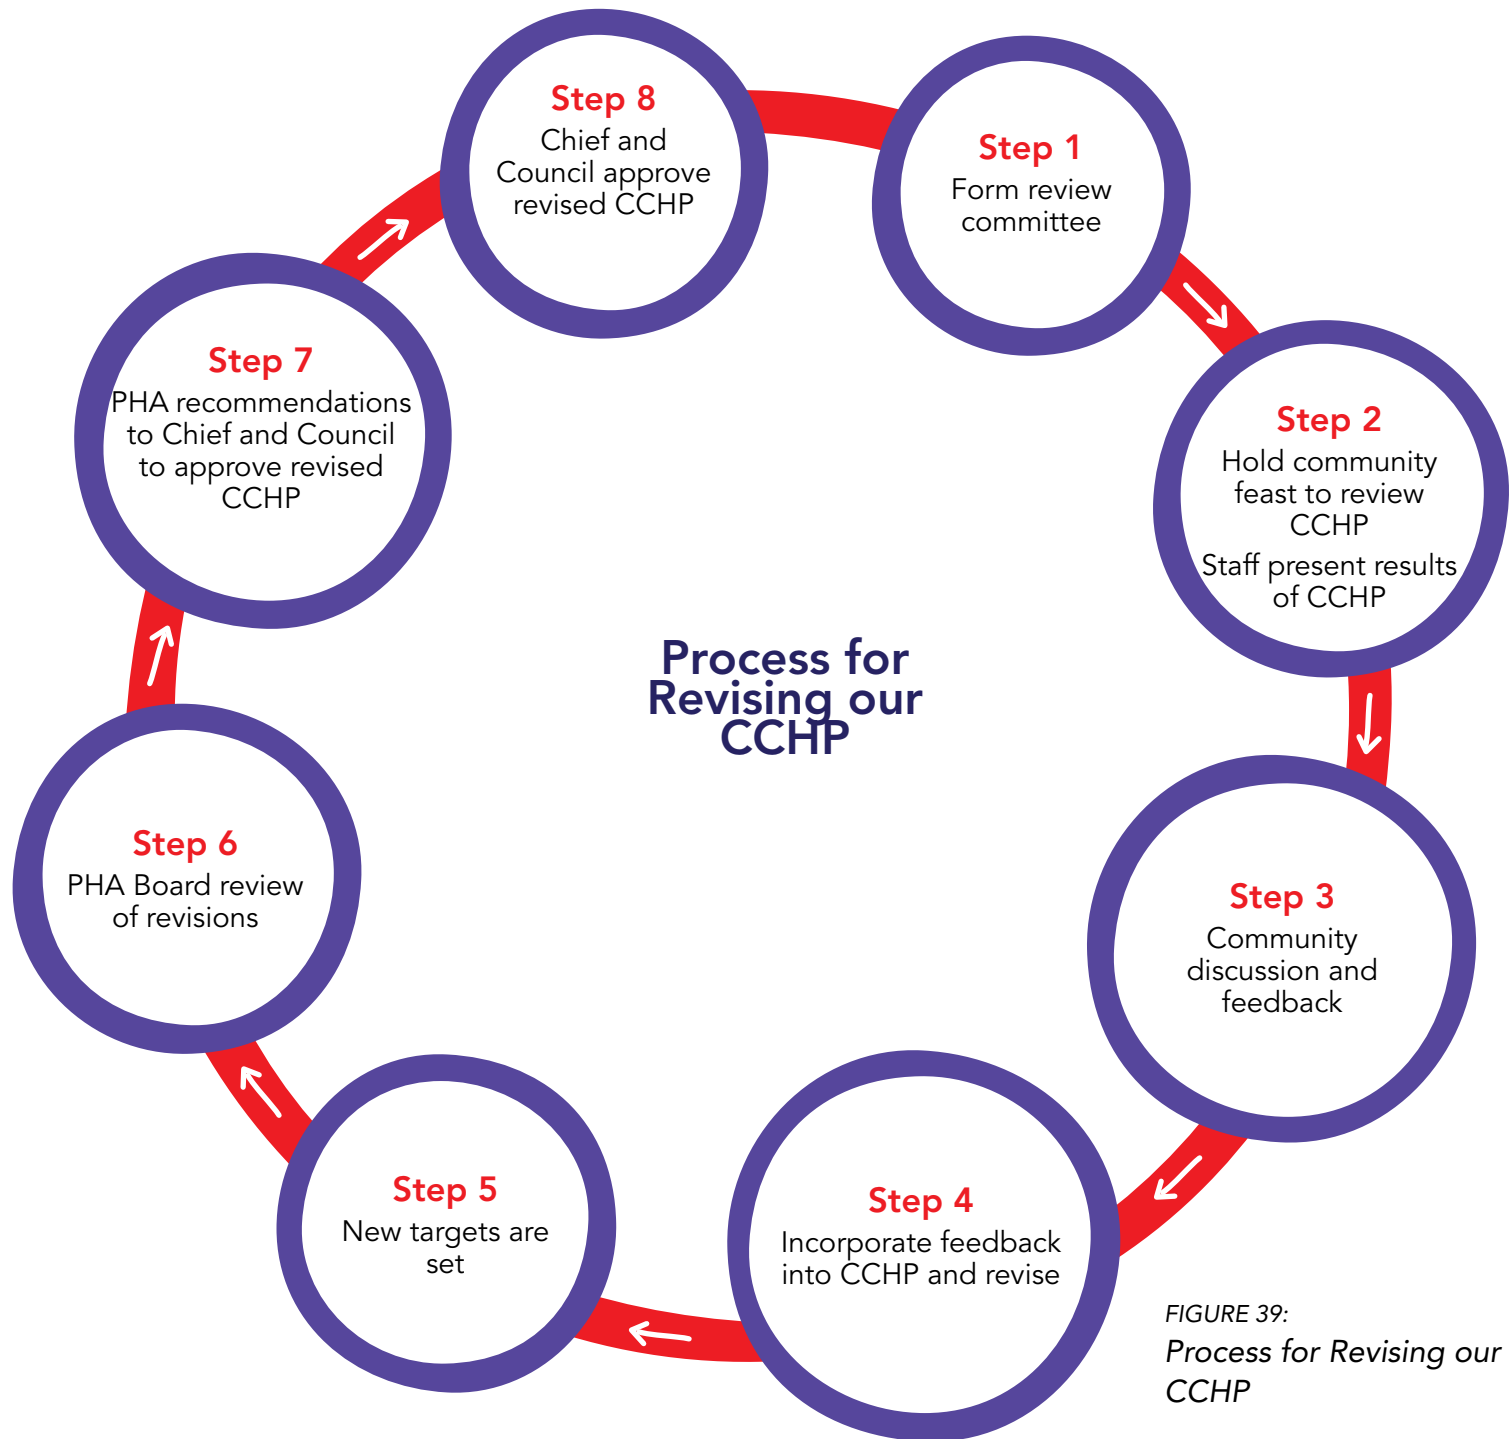 Step 8
Chief and
Council approve
revised CCHP
Step 1
Form review
committee
Step 2
Hold community
feast to review
CCHP
Staff present results
of CCHP
Step 3
Community
discussion and
feedback
Step 4
Incorporate feedback
into CCHP and revise
Step 5
New targets are
set
Step 6
PHA Board review
of revisions
Step 7
PHA recommendations
to Chief and Council
to approve revised
CCHP
Process for
Revising our
CCHP
FIGURE 39:
Process for Revising our
CCHP